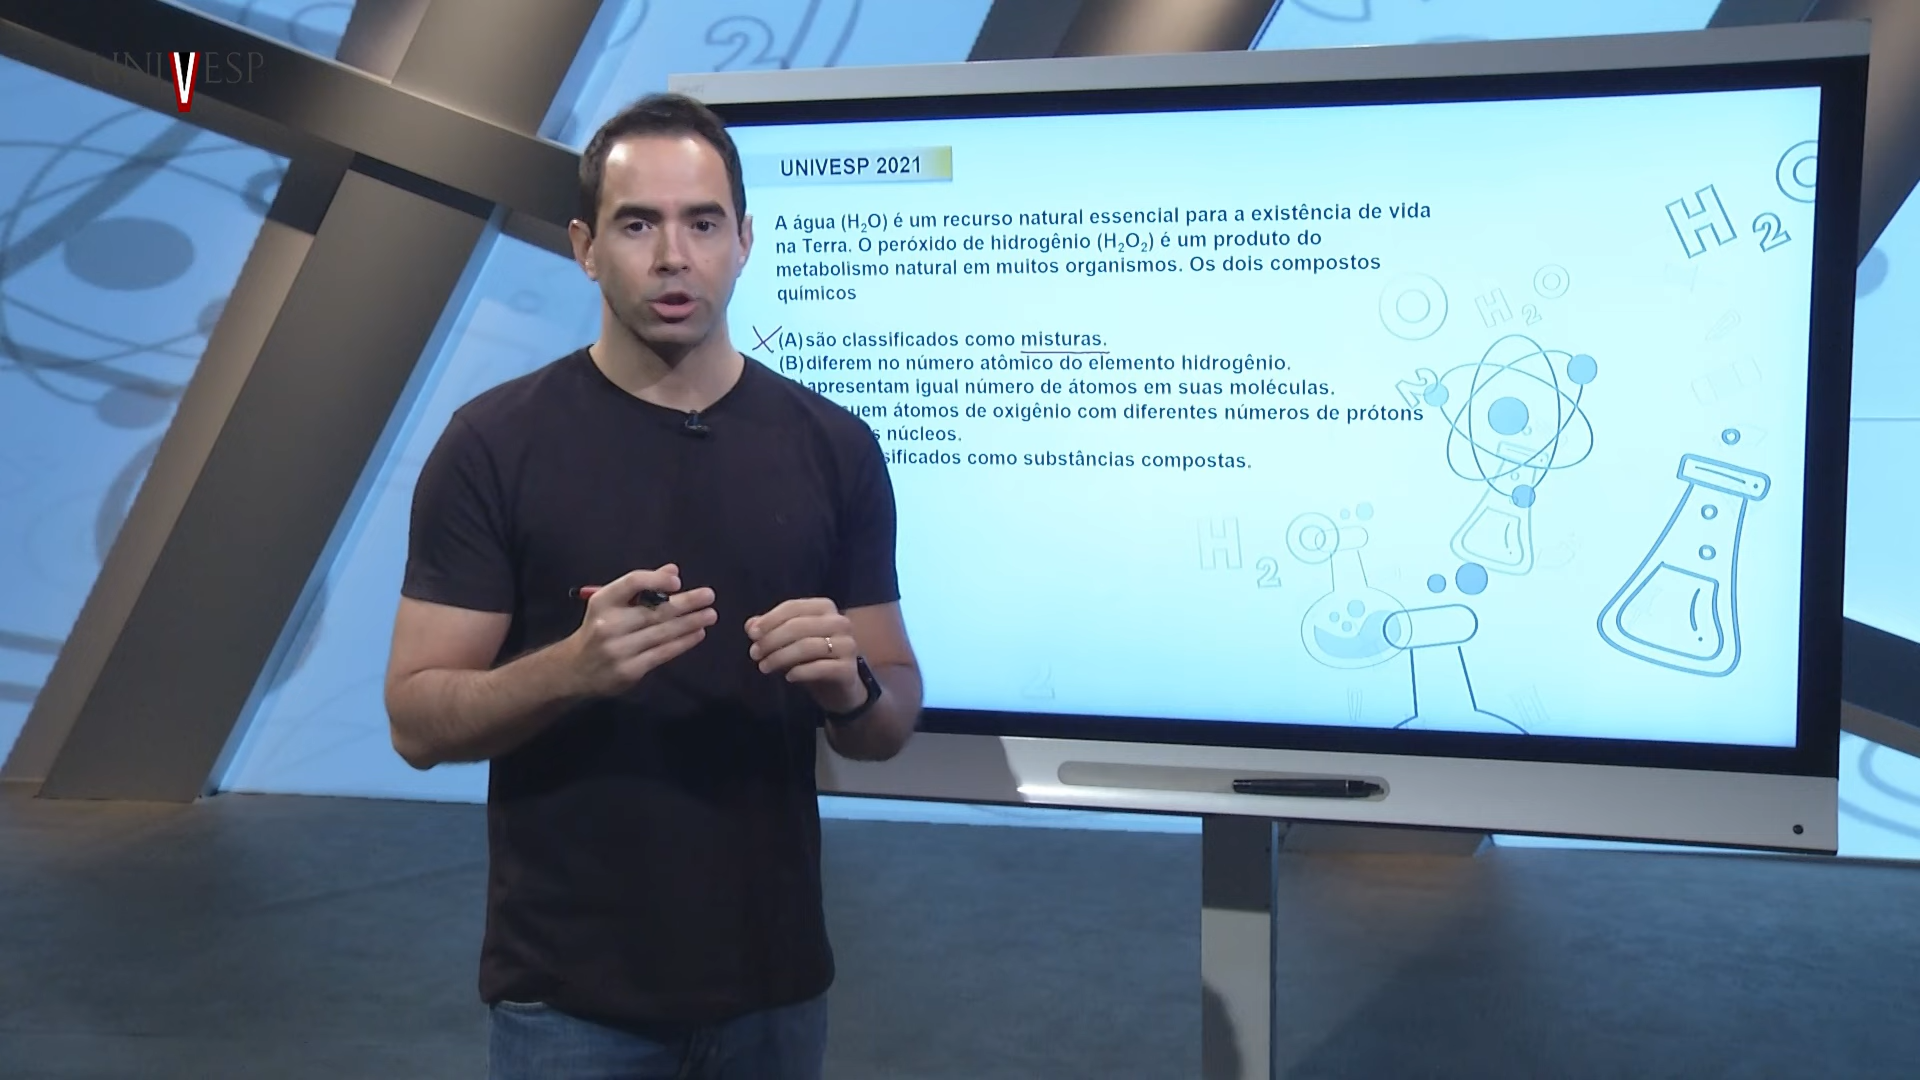 UNIVESP
UNIVESP 2021
A água (H₂O) é um recurso natural essencial para a existência de vida
na Terra. O peróxido de hidrogênio (H₂O₂) é um produto do
metabolismo natural em muitos organismos. Os dois compostos
químicos
(A) são classificados como misturas.
(B) diferem no número atômico do elemento hidrogênio.
apresentam igual número de átomos em suas moléculas.
átomos de oxigênio com diferentes números de prótons
núcleos.
como substâncias compostas.
H₂O
H₂O
H₂O